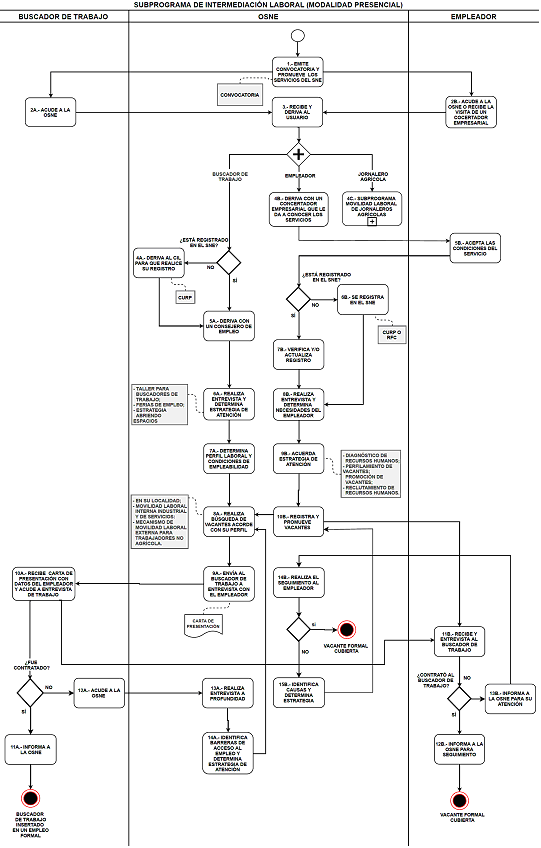 SUBPROGRAMA DE INTERMEDIACIÓN LABORAL (MODALIDAD PRESENCIAL)
BUSCADOR DE TRABAJO
OSNE
EMPLEADOR
1.- EMITE
CONVOCATORIA Y
PROMUEVE LOS
SERVICIOS DEL SNE
CONVOCATORIA
2A.- ACUDE A LA
OSNE
3.- RECIBE Y
DERIVA AL
USUARIO
2B.- ACUDE A LA
OSNE O RECIBE LA
VISITA DE UN
COCERTADOR
EMPRESARIAL
BUSCADOR DE
TRABAJO
EMPLEADOR
JORNALERO
AGRÍCOLA
4B.- DERIVA CON UN
CONCERTADOR
EMPRESARIAL QUE LE
DA A CONOCER LOS
SERVICIOS
4C.- SUBPROGRAMA
MOVILIDAD LABORAL
DE JORNALEROS
AGRÍCOLAS
¿ESTÁ REGISTRADO
EN EL SNE?
5B.- ACEPTA LAS
CONDICIONES DEL
SERVICIO
4A.- DERIVA AL CIL
PARA QUE REALICE
SU REGISTRO
NO
SÍ
CURP
¿ESTÁ REGISTRADO
EN EL SNE?
NO
SÍ
6B.- SE REGISTRA
EN EL SNE
CURP O
RFC
5A.- DERIVA CON
UN CONSEJERO DE
EMPLEO
7B.- VERIFICA Y/O
ACTUALIZA
REGISTRO
- TALLER PARA
BUSCADORES DE
TRABAJO;
- FERIAS DE EMPLEO;
- ESTRATEGIA
ABRIENDO
ESPACIOS
6A.- REALIZA
ENTREVISTA Y
DETERMINA
ESTRATEGIA DE
ATENCIÓN
8B.- REALIZA
ENTREVISTA Y
DETERMINA
NECESIDADES DEL
EMPLEADOR
7A.- DETERMINA
PERFIL LABORAL Y
CONDICIONES DE
EMPLEABILIDAD
9B.- ACUERDA
ESTRATEGIA DE
ATENCIÓN
- DIAGNÓSTICO DE
RECURSOS HUMANOS;
- PERFILAMIENTO DE
VACANTES;
PROMOCIÓN DE
VACANTES;
- RECLUTAMIENTO DE
RECURSOS HUMANOS.
- EN SU LOCALIDAD;
- MOVILIDAD LABORAL
INTERNA INDUSTRIAL
Y DE SERVICIOS;
- MECANISMO DE
MOVILIDAD LABORAL
EXTERNA PARA
TRABAJADORES NO
AGRÍCOLA.
8A.- REALIZA
BÚSQUEDA DE
VACANTES ACORDE
CON SU PERFIL
10B.- REGISTRA Y
PROMUEVE
VACANTES
10A.- RECIBE CARTA DE
PRESENTACIÓN CON
DATOS DEL EMPLEADOR
Y ACUDE A ENTREVISTA
DE TRABAJO
9A.- ENVÍA AL
BUSCADOR DE
TRABAJO A
ENTREVISTA CON
EL EMPLEADOR
14B.- REALIZA EL
SEGUIMIENTO AL
EMPLEADOR
CARTA DE
PRESENTACIÓN
SÍ
NO
VACANTE FORMAL
CUBIERTA
11B.- RECIBE Y
ENTREVISTA AL
BUSCADOR DE
TRABAJO
¿FUE
CONTRATADO?
NO
SÍ
12A.- ACUDE A LA
OSNE
13A.- REALIZA
ENTREVISTA A
PROFUNDIDAD
15B.- IDENTIFICA
CAUSAS Y
DETERMINA
ESTRATEGIA
¿CONTRATÓ AL
BUSCADOR DE
TRABAJO?
NO
SÍ
13B.- INFORMA A
LA OSNE PARA SU
ATENCIÓN
11A.- INFORMA A
LA OSNE
14A.- IDENTIFICA
BARRERAS DE
ACCESO AL
EMPLEO Y
DETERMINA
ESTRATEGIA DE
ATENCIÓN
12B.- INFORMA A LA
OSNE PARA
SEGUIMIENTO
BUSCADOR
DE TRABAJO
INSERTADO
EN UN EMPLEO
FORMAL
VACANTE FORMAL
CUBIERTA